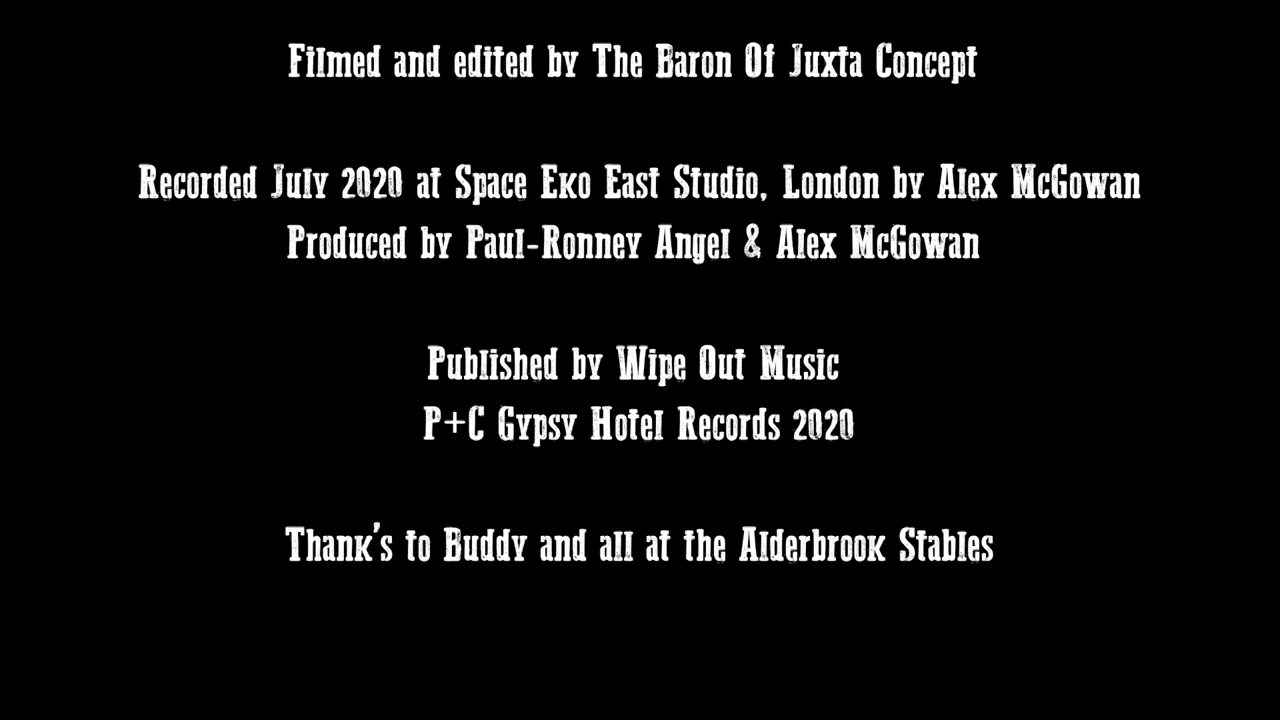 Filmed and edited by The Baron Of Juxta Concept
Recorded July 2020 at Space Eko East Studio, London by Alex McGowan
Produced by Paul-Ronney Angel & Alex McGowan
Published by Wipe Out Music
P+C Gypsy Hotel Records 2020
Thank's to Buddy and all at the Alderbrook Stables